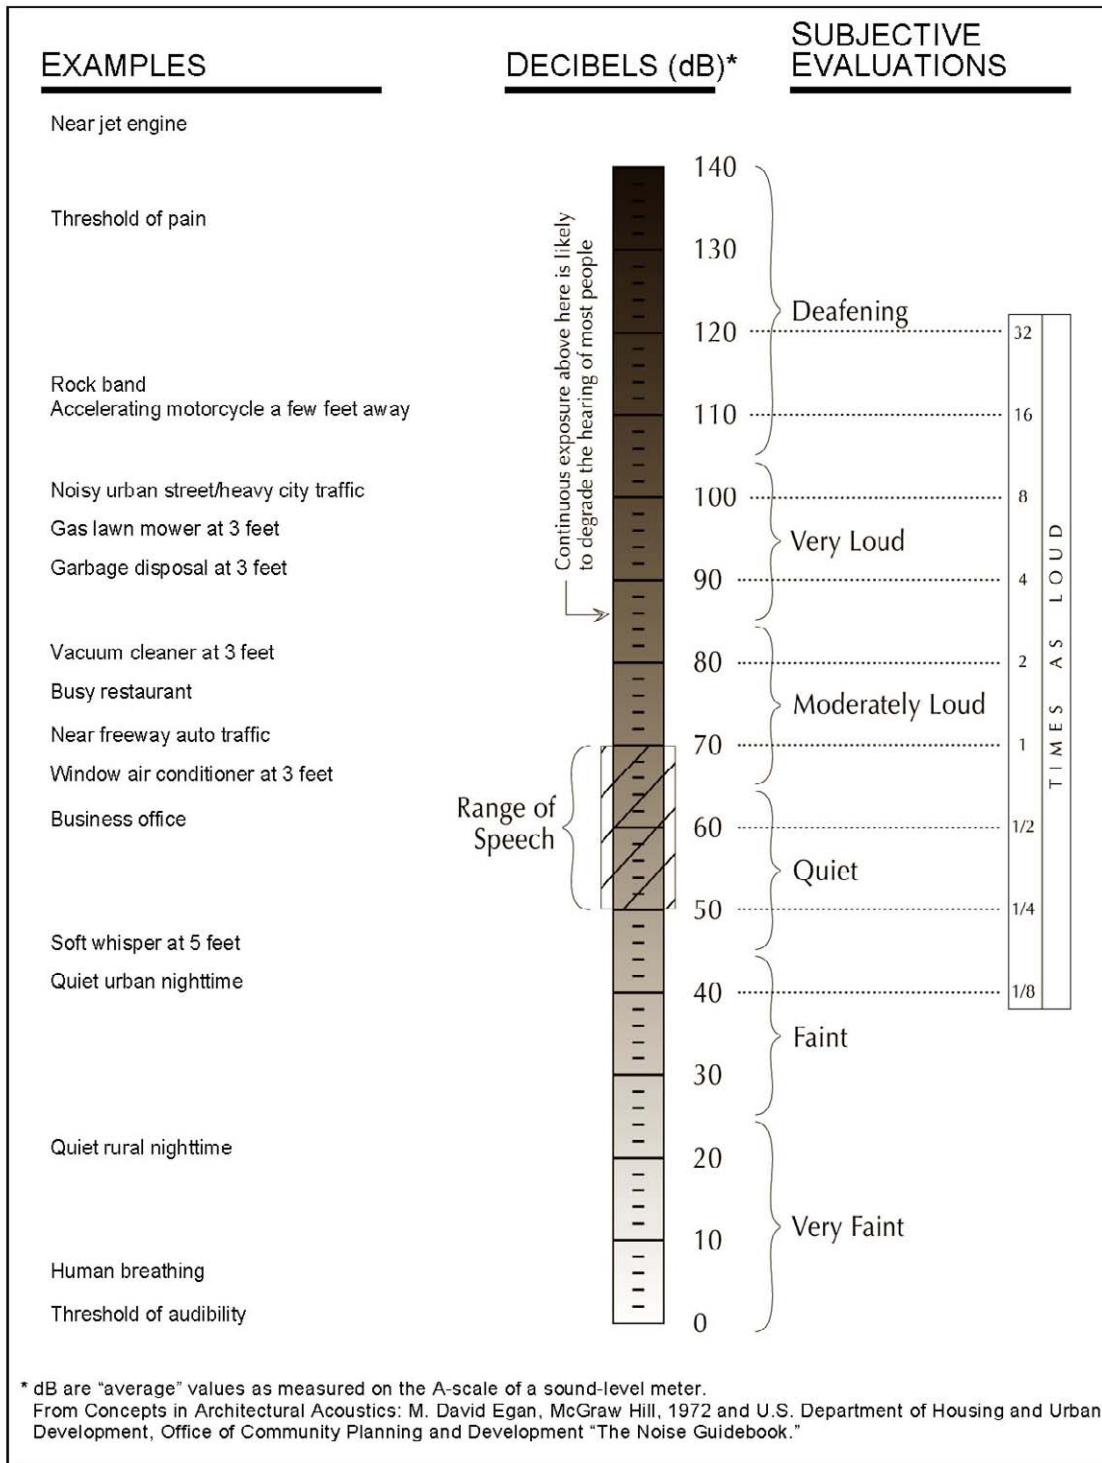 EXAMPLES
DECIBELS (dB)*
SUBJECTIVE
EVALUATIONS
Near jet engine
Threshold of pain
Rock band
Accelerating motorcycle a few feet away
Noisy urban street/heavy city traffic
Gas lawn mower at 3 feet
Garbage disposal at 3 feet
Vacuum cleaner at 3 feet
Busy restaurant
Near freeway auto traffic
Window air conditioner at 3 feet
Business office
Soft whisper at 5 feet
Quiet urban nighttime
Quiet rural nighttime
Human breathing
Threshold of audibility
Continuous exposure above here is likely
to degrade the hearing of most people
Range of
Speech
140
130
120
110
100
90
80
70
60
50
40
30
20
10
0
Deafening
Very Loud
Moderately Loud
Quiet
Faint
Very Faint
32
16
8
4
2
1
1/2
1/4
1/8
TIMES AS LOUD
* dB are “average” values as measured on the A-scale of a sound-level meter.
From Concepts in Architectural Acoustics: M. David Egan, McGraw Hill, 1972 and U.S. Department of Housing and Urban
Development, Office of Community Planning and Development “The Noise Guidebook.”